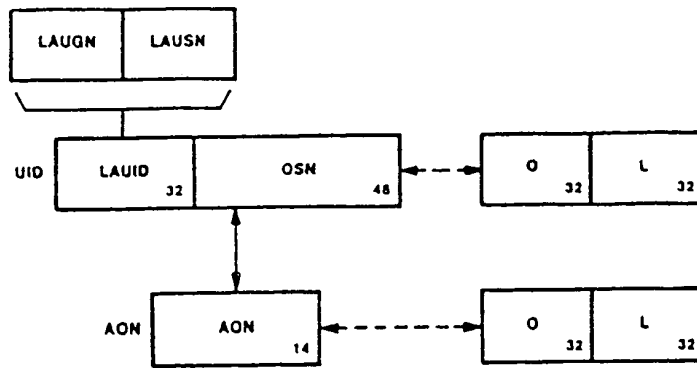 LAUGN LAUSN
UID LAUID 32 OSN 48 O 32 L 32
AON AON 14 O 32 L 32